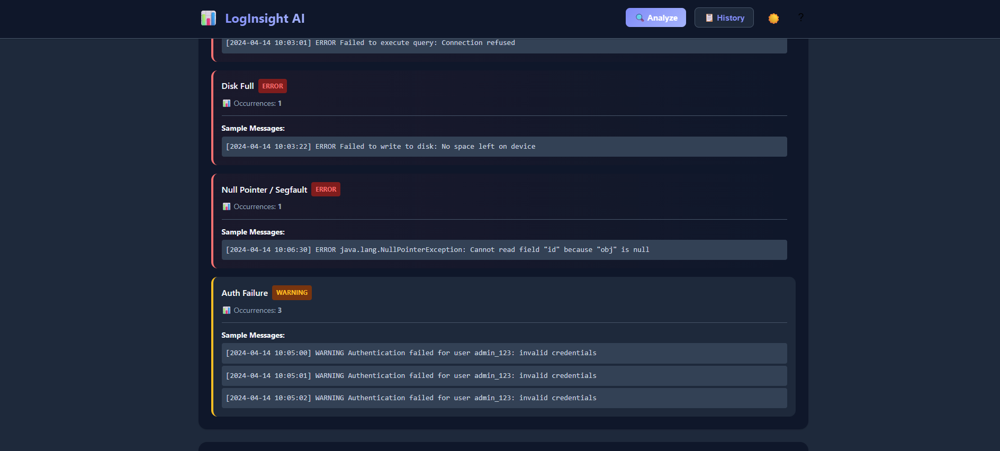 LogInsight AI
Analyze
History
?
[2024-04-14 10:03:01] ERROR Failed to execute query: Connection refused
Disk Full ERROR
Occurrences: 1
Sample Messages:
[2024-04-14 10:03:22] ERROR Failed to write to disk: No space left on device
Null Pointer / Segfault ERROR
Occurrences: 1
Sample Messages:
[2024-04-14 10:06:30] ERROR java.lang.NullPointerException: Cannot read field "id" because "obj" is null
Auth Failure WARNING
Occurrences: 3
Sample Messages:
[2024-04-14 10:05:00] WARNING Authentication failed for user admin_123: invalid credentials
[2024-04-14 10:05:01] WARNING Authentication failed for user admin_123: invalid credentials
[2024-04-14 10:05:02] WARNING Authentication failed for user admin_123: invalid credentials